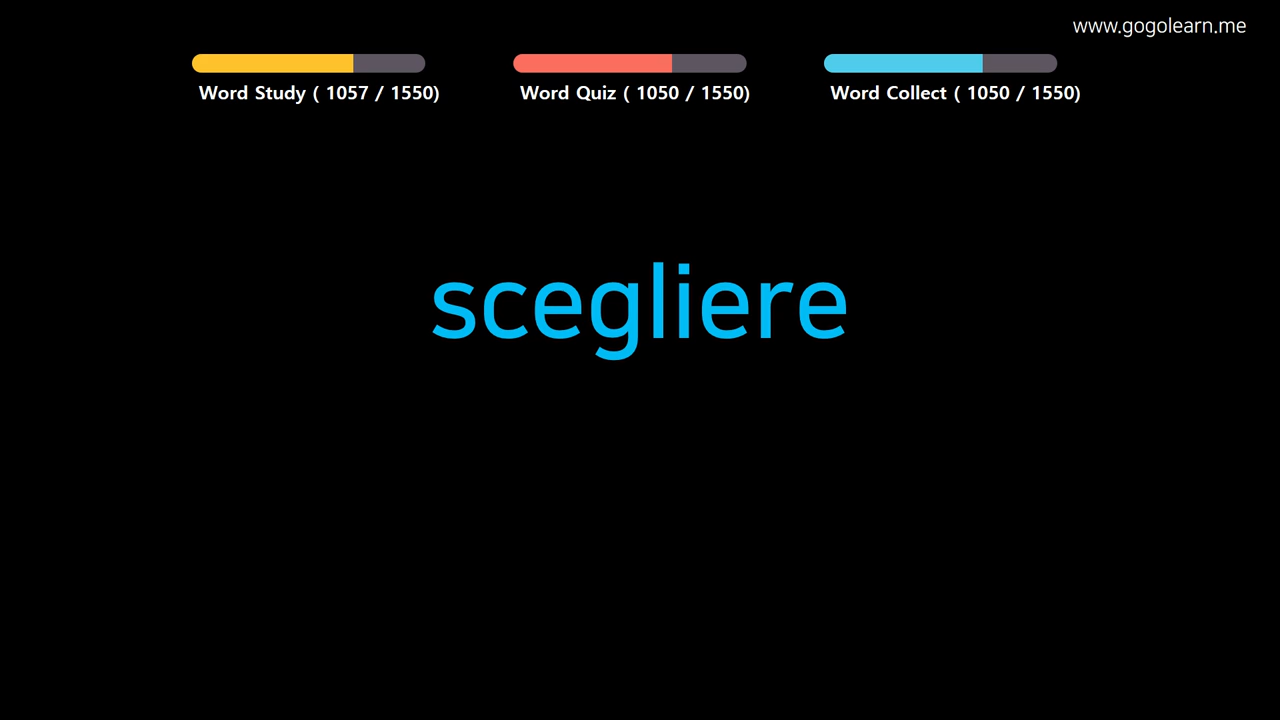 www.gogolearn.me
Word Study ( 1057 / 1550)
Word Quiz ( 1050 / 1550)
Word Collect ( 1050 / 1550)
scegliere